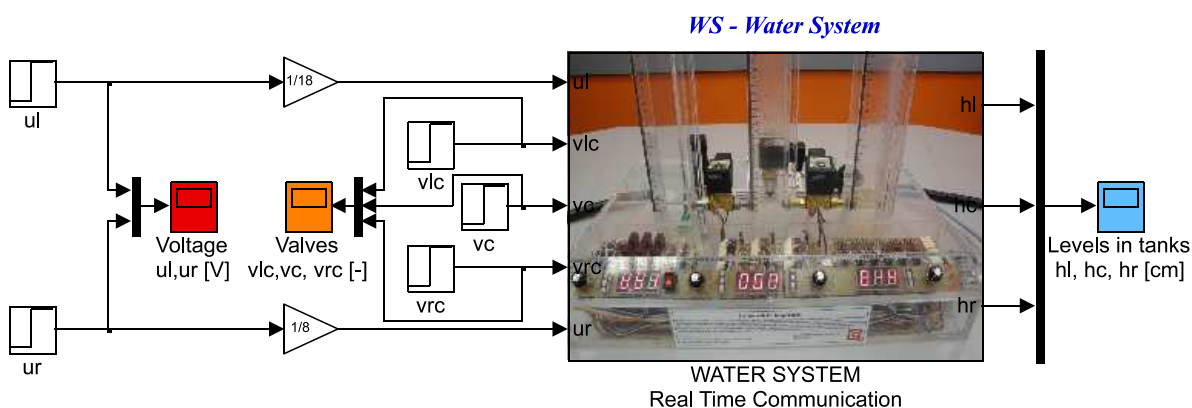 WS - Water System
ul
1/18
ul
hl
vlc
vlc
vc
vc
hc
Voltage
ul,ur [V]
Valves
vlc,vc, vrc [-]
Levels in tanks
hl, hc, hr [cm]
vrc
vrc
hr
ur
1/8
ur
WATER SYSTEM
Real Time Communication